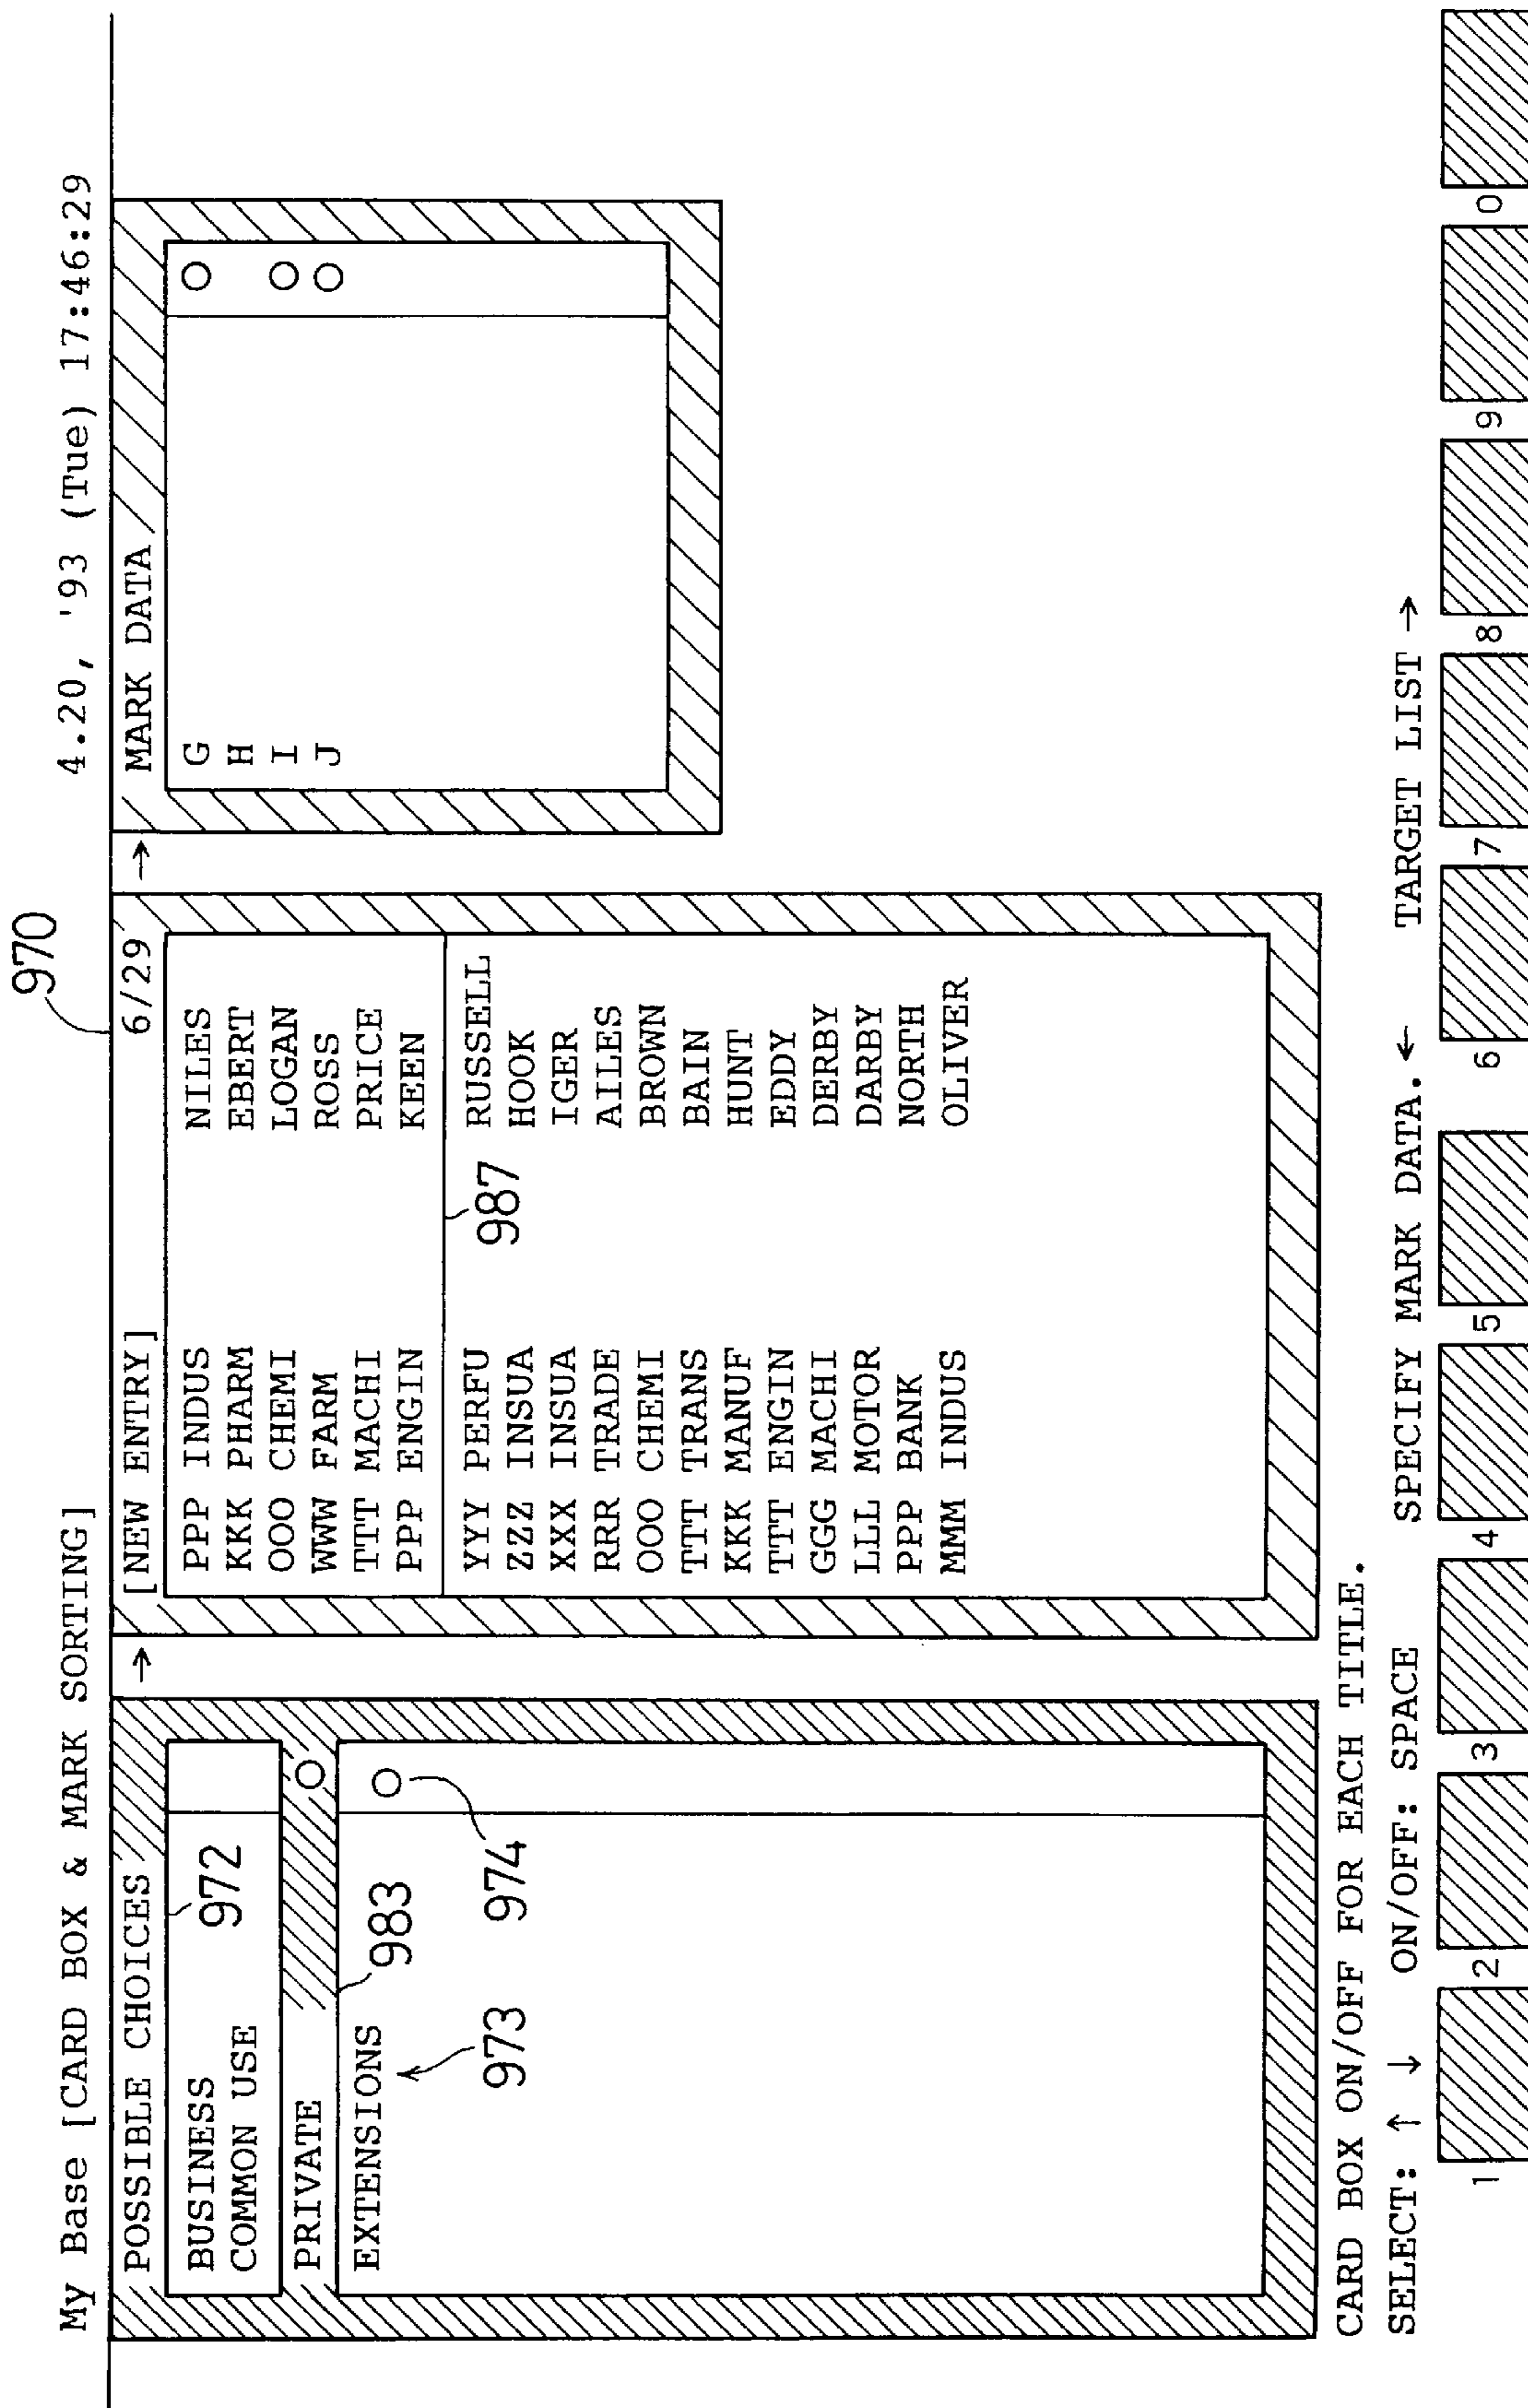 970
My Base [CARD BOX & MARK SORTING] 4.20, '93 (Tue) 17:46:29
POSSIBLE CHOICES → [NEW ENTRY] 6/29 → MARK DATA
972
BUSINESS
COMMON USE
PRIVATE ○
983
EXTENSIONS ○
973
974
PPP INDUS NILES
KKK PHARM EBERT
OOO CHEMI LOGAN
WWW FARM ROSS
TTT MACHI PRICE
PPP ENGIN KEEN
987
YYY PERFU RUSSELL
ZZZ INSUA HOOK
XXX INSUA IGER
RRR TRADE AILES
OOO CHEMI BROWN
TTT TRANS BAIN
KKK MANUF HUNT
TTT ENGIN EDDY
GGG MACHI DERBY
LLL MOTOR DARBY
PPP BANK NORTH
MMM INDUS OLIVER
G ○
H
I ○
J ○
CARD BOX ON/OFF FOR EACH TITLE.
SELECT: ↑ ↓ ON/OFF: SPACE SPECIFY MARK DATA. ← TARGET LIST →
1 2 3 4 5 6 7 8 9 0